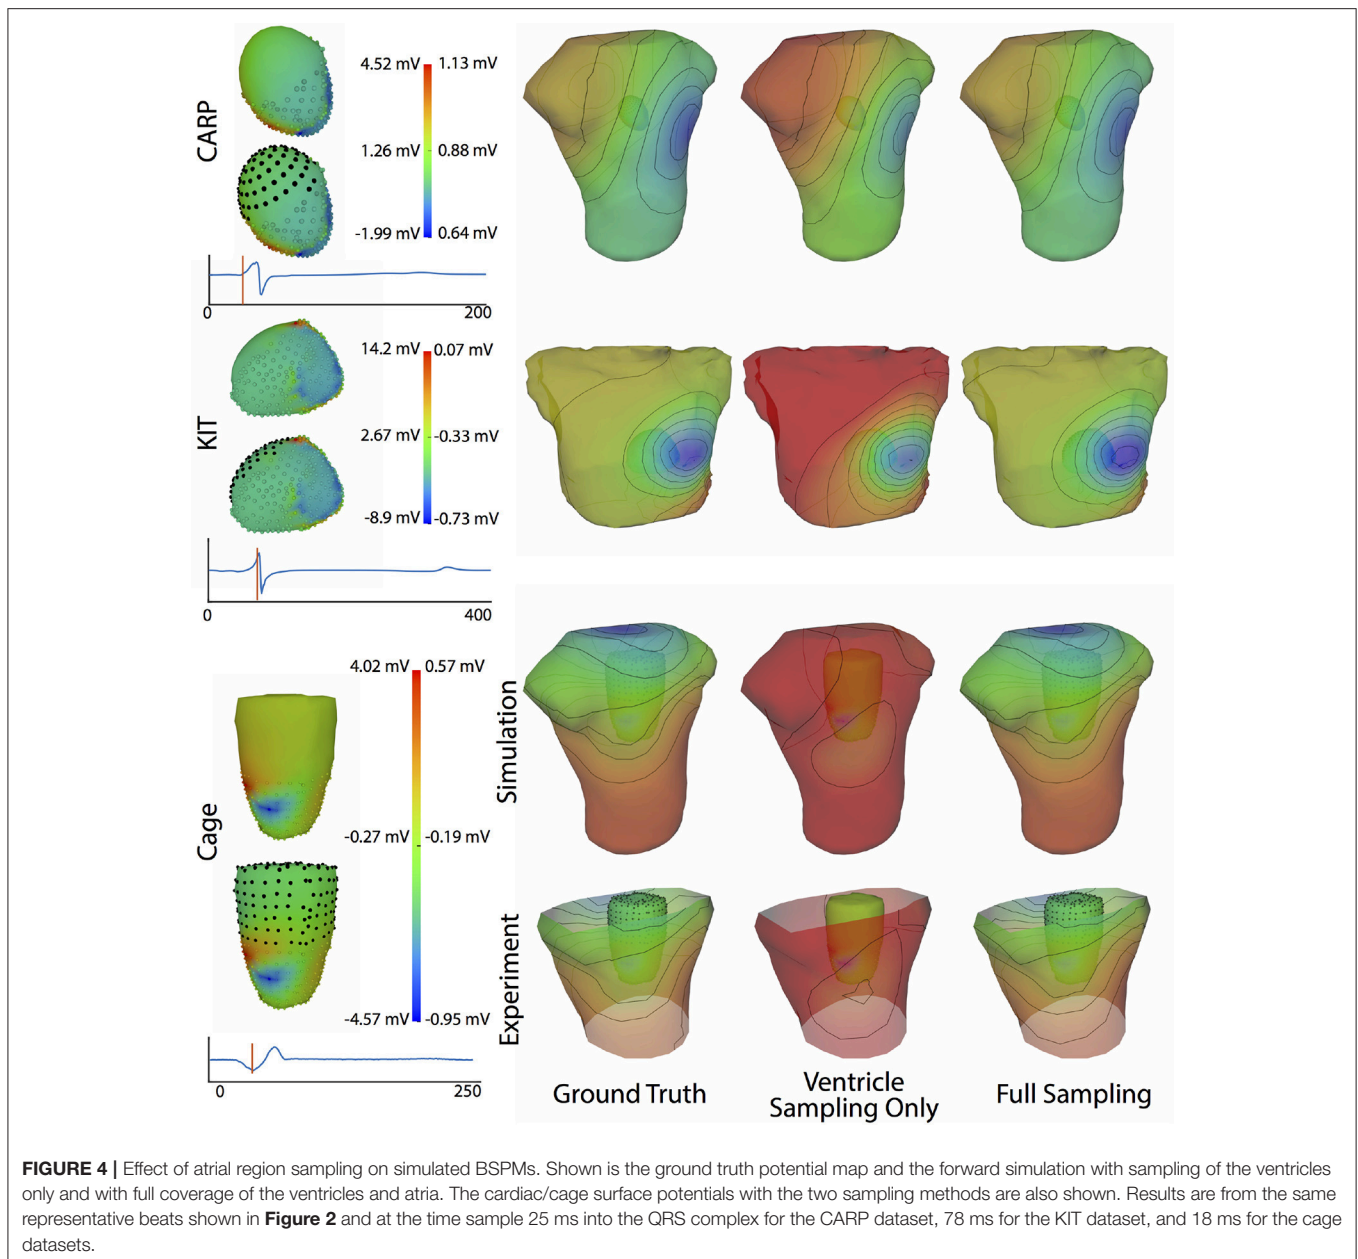 CARP
4.52 mV 1.13 mV
1.26 mV 0.88 mV
-1.99 mV 0.64 mV
0 200
KIT
14.2 mV 0.07 mV
2.67 mV -0.33 mV
-8.9 mV -0.73 mV
0 400
Cage
4.02 mV 0.57 mV
-0.27 mV -0.19 mV
-4.57 mV -0.95 mV
0 250
Simulation
Experiment
Ground Truth
Ventricle
Sampling Only
Full Sampling
FIGURE 4 | Effect of atrial region sampling on simulated BSPMs. Shown is the ground truth potential map and the forward simulation with sampling of the ventricles
only and with full coverage of the ventricles and atria. The cardiac/cage surface potentials with the two sampling methods are also shown. Results are from the same
representative beats shown in Figure 2 and at the time sample 25 ms into the QRS complex for the CARP dataset, 78 ms for the KIT dataset, and 18 ms for the cage
datasets.